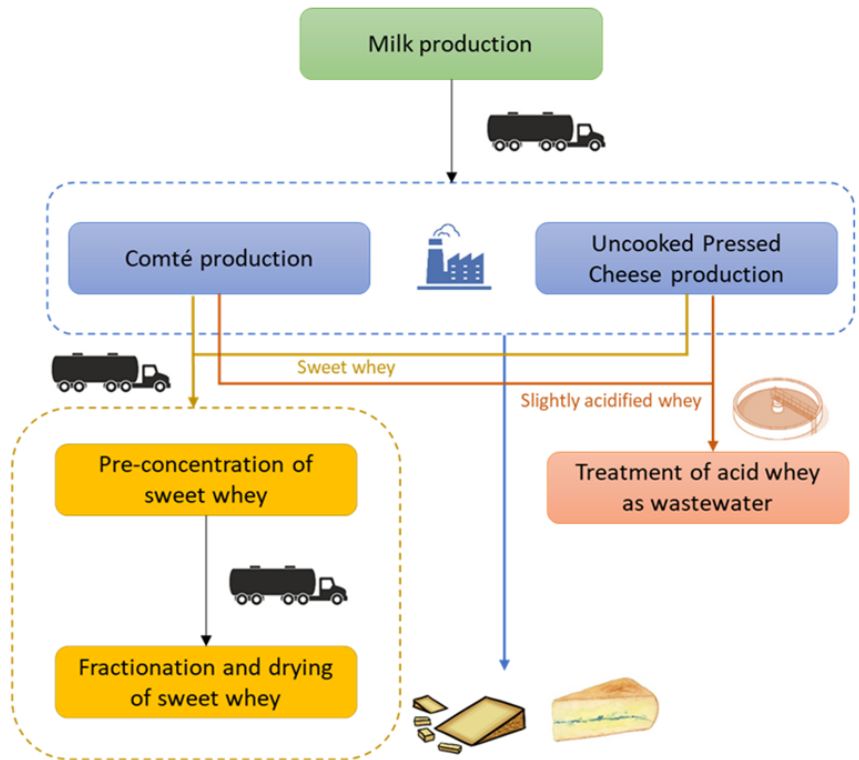 Milk production
Comté production
Uncooked Pressed
Cheese production
Sweet whey
Slightly acidified whey
Pre-concentration of
sweet whey
Treatment of acid whey
as wastewater
Fractionation and drying
of sweet whey